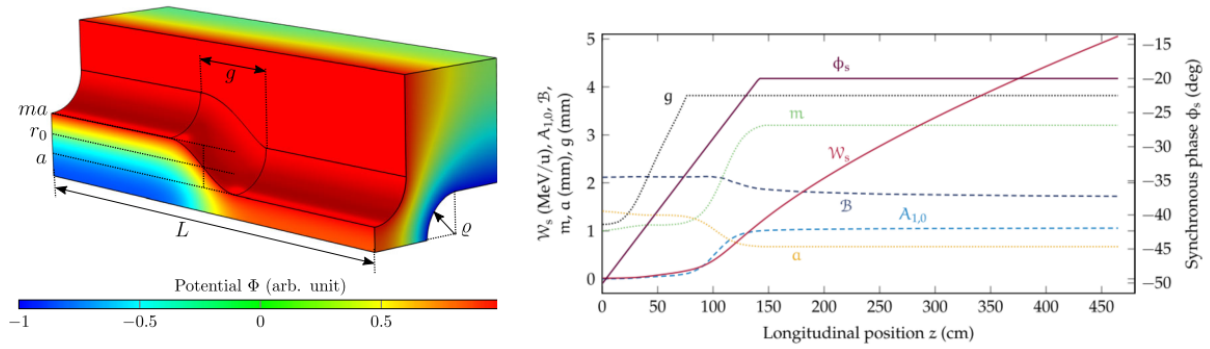 g
ma
r₀
a
L
ϱ
Potential Φ (arb. unit)
−1 −0.5 0 0.5
𝒲ₛ (MeV/u), A₁,₀, ℬ,
m, a (mm), g (mm)
5
4
3
2
1
0
ϕₛ
g
m
𝒲ₛ
ℬ
A₁,₀
a
0 50 100 150 200 250 300 350 400 450
Longitudinal position z (cm)
−15
−20
−25
−30
−35
−40
−45
−50
Synchronous phase ϕₛ (deg)